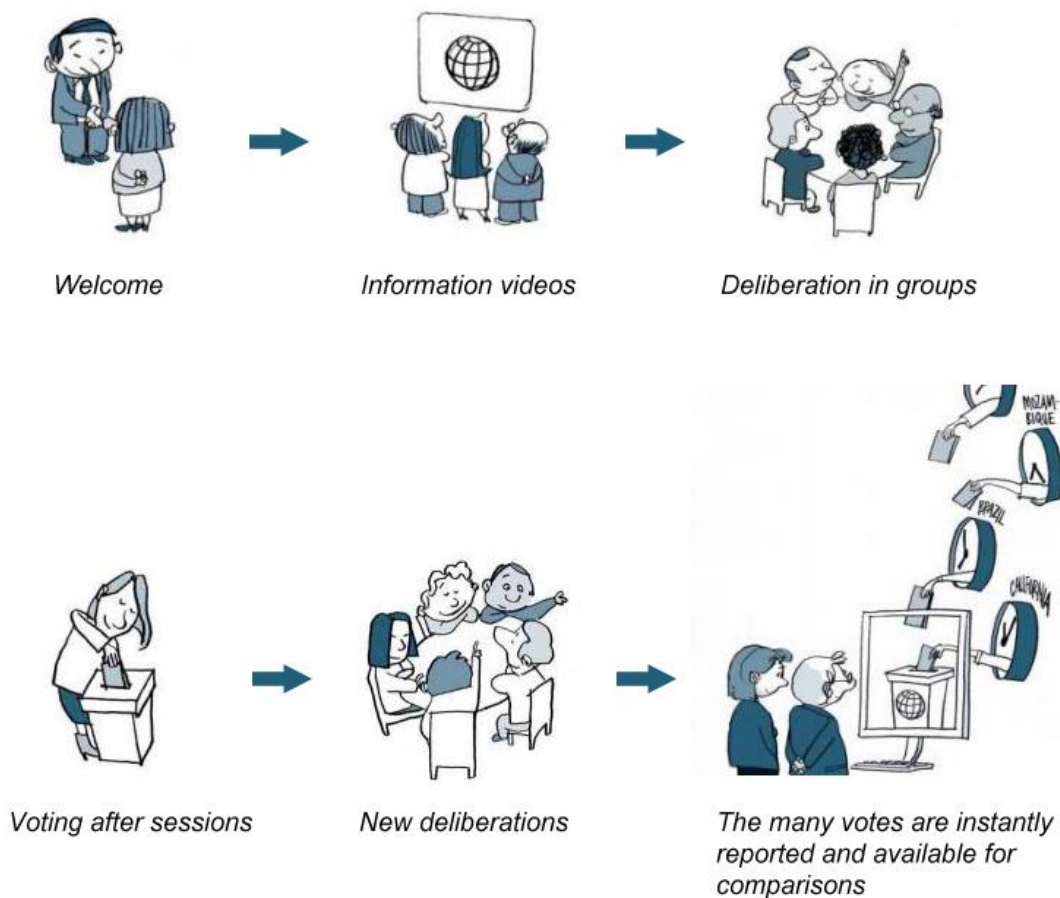 Welcome
Information videos
Deliberation in groups
MOZAM-
BIQUE
BRAZIL
CALIFORNIA
Voting after sessions
New deliberations
The many votes are instantly
reported and available for
comparisons